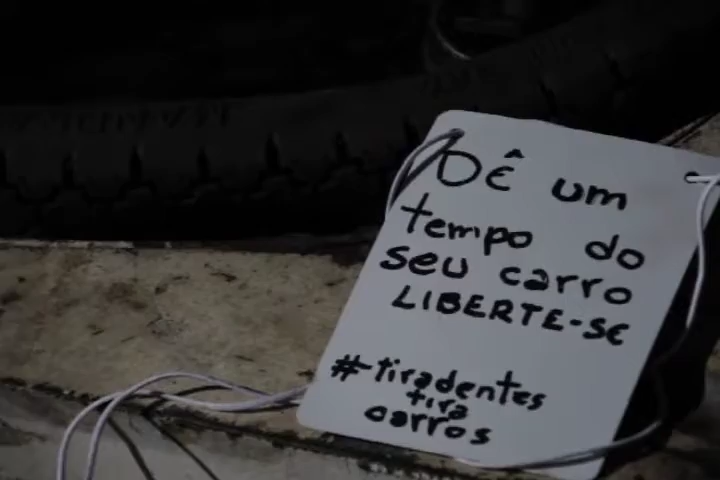 Dê um
tempo do
seu carro
LIBERTE-SE
#tiradentes
tira
carros